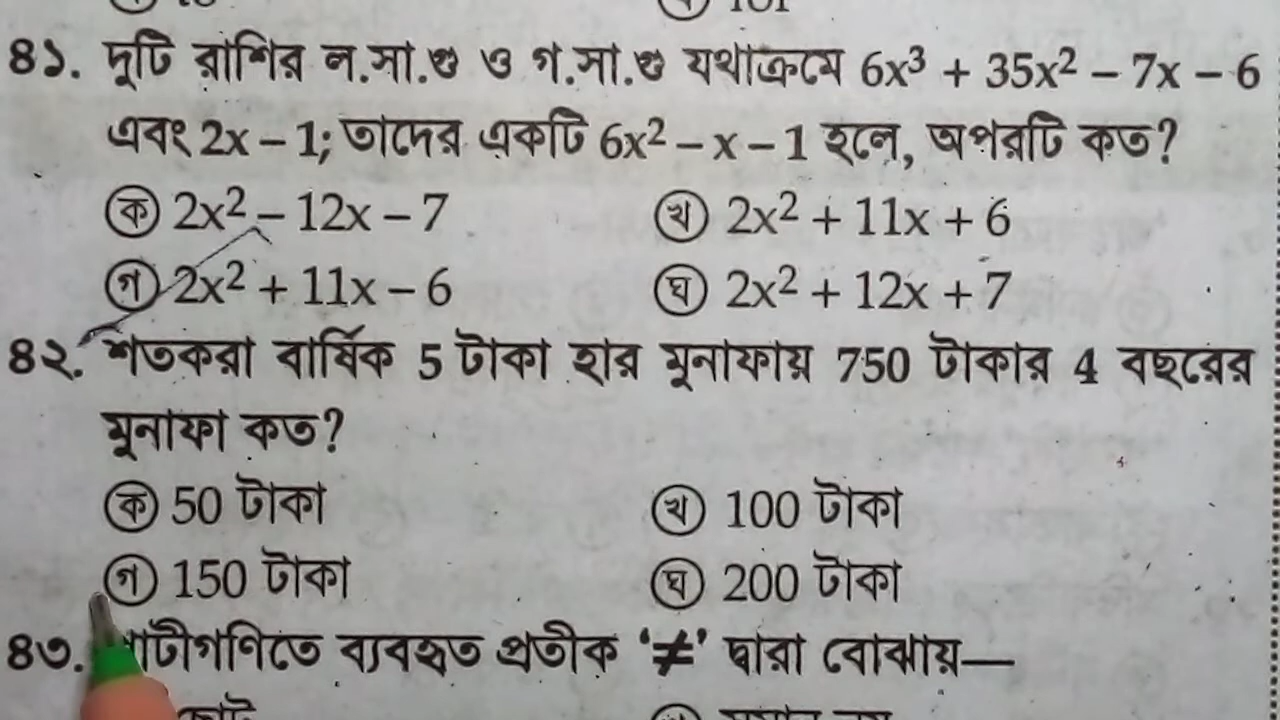 ৪১. দুটি রাশির ল.সা.গু ও গ.সা.গু যথাক্রমে 6x³ + 35x² – 7x – 6
এবং 2x – 1; তাদের একটি 6x² – x – 1 হলে, অপরটি কত?
ক 2x² – 12x – 7 খ 2x² + 11x + 6
গ 2x² + 11x – 6 ঘ 2x² + 12x + 7
৪২. শতকরা বার্ষিক 5 টাকা হার মুনাফায় 750 টাকার 4 বছরের
মুনাফা কত?
ক 50 টাকা খ 100 টাকা
গ 150 টাকা ঘ 200 টাকা
৪৩. পাটীগণিতে ব্যবহৃত প্রতীক ‘≠’ দ্বারা বোঝায়—